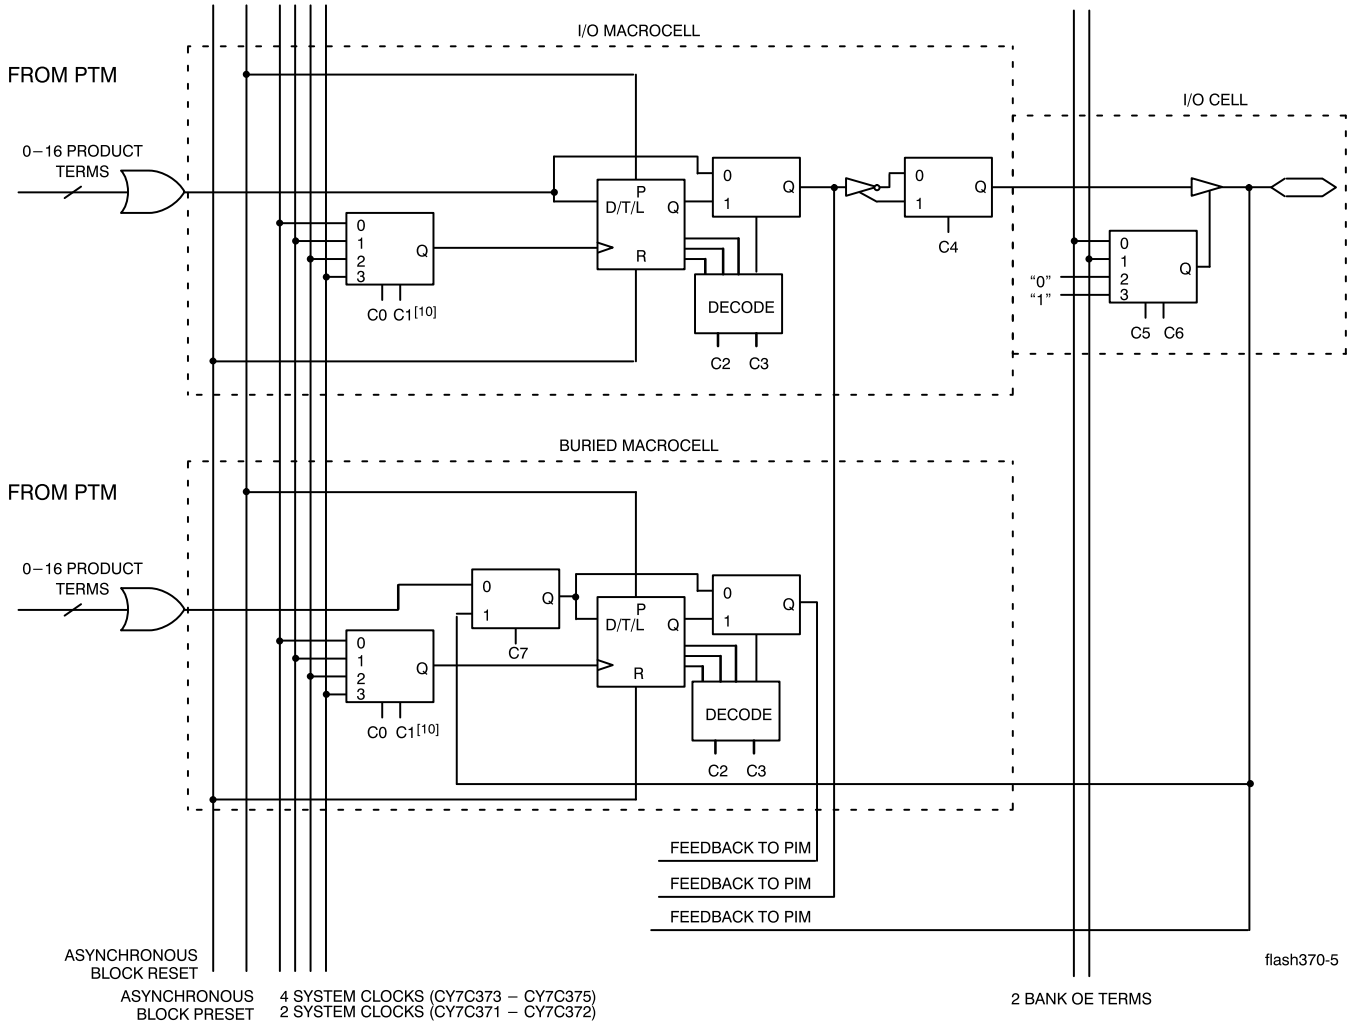 I/O MACROCELL
FROM PTM
I/O CELL
0−16 PRODUCT
TERMS
P
D/T/L Q
R
0
1
Q
0
1
Q
C4
0
1
2
3
Q
C0 C1[10]
DECODE
C2 C3
0
1
2
3
Q
“0”
“1”
C5 C6
BURIED MACROCELL
FROM PTM
0−16 PRODUCT
TERMS
0
1
Q
C7
P
D/T/L Q
R
0
1
Q
0
1
2
3
Q
C0 C1[10]
DECODE
C2 C3
FEEDBACK TO PIM
FEEDBACK TO PIM
FEEDBACK TO PIM
ASYNCHRONOUS
BLOCK RESET
flash370-5
ASYNCHRONOUS
BLOCK PRESET
4 SYSTEM CLOCKS (CY7C373 − CY7C375)
2 SYSTEM CLOCKS (CY7C371 − CY7C372)
2 BANK OE TERMS